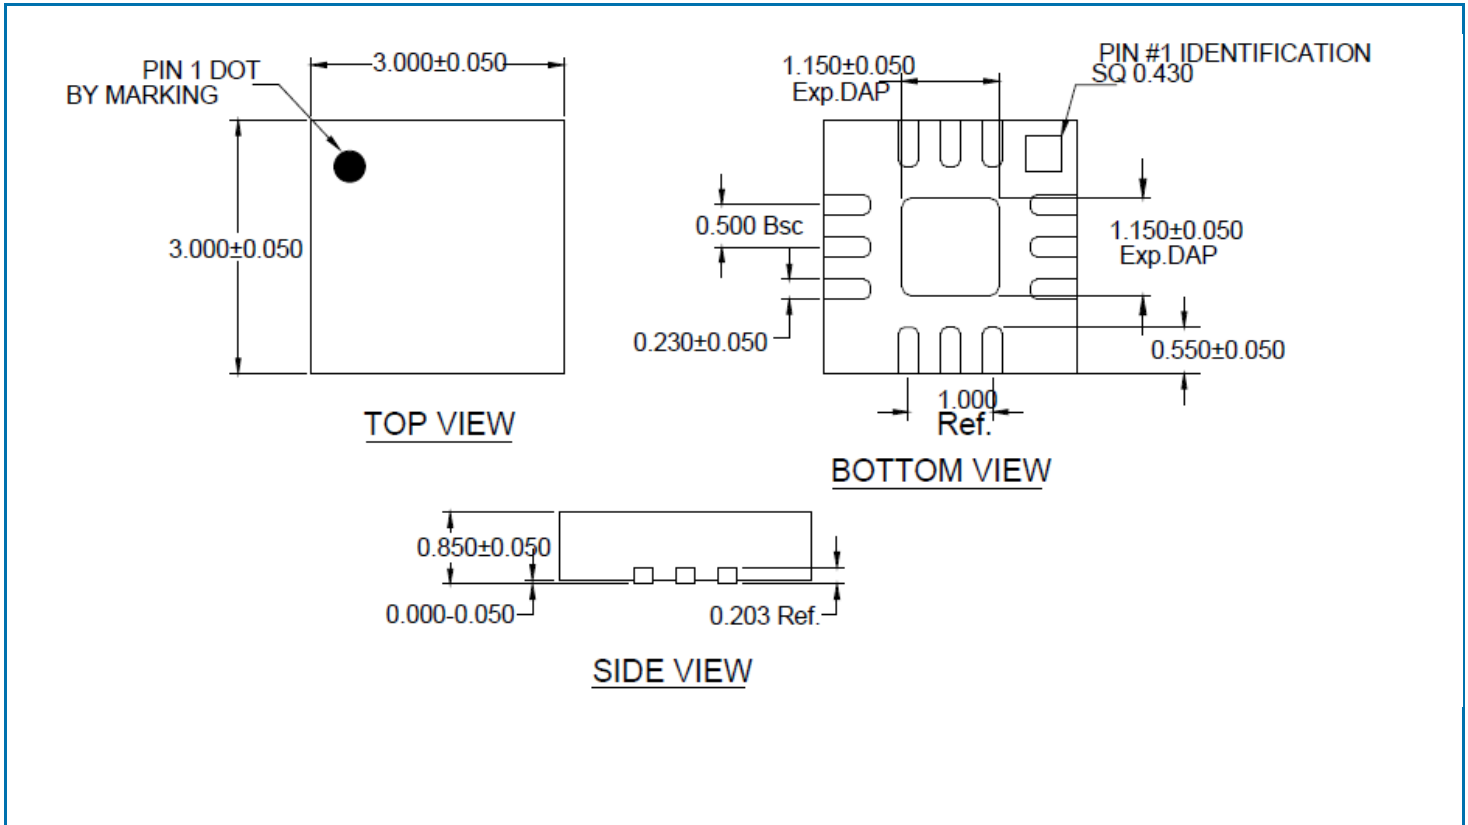 PIN 1 DOT
BY MARKING
3.000±0.050
3.000±0.050
TOP VIEW
1.150±0.050
Exp.DAP
PIN #1 IDENTIFICATION
SQ 0.430
0.500 Bsc
0.230±0.050
1.150±0.050
Exp.DAP
0.550±0.050
1.000
Ref.
BOTTOM VIEW
0.850±0.050
0.000-0.050
0.203 Ref.
SIDE VIEW